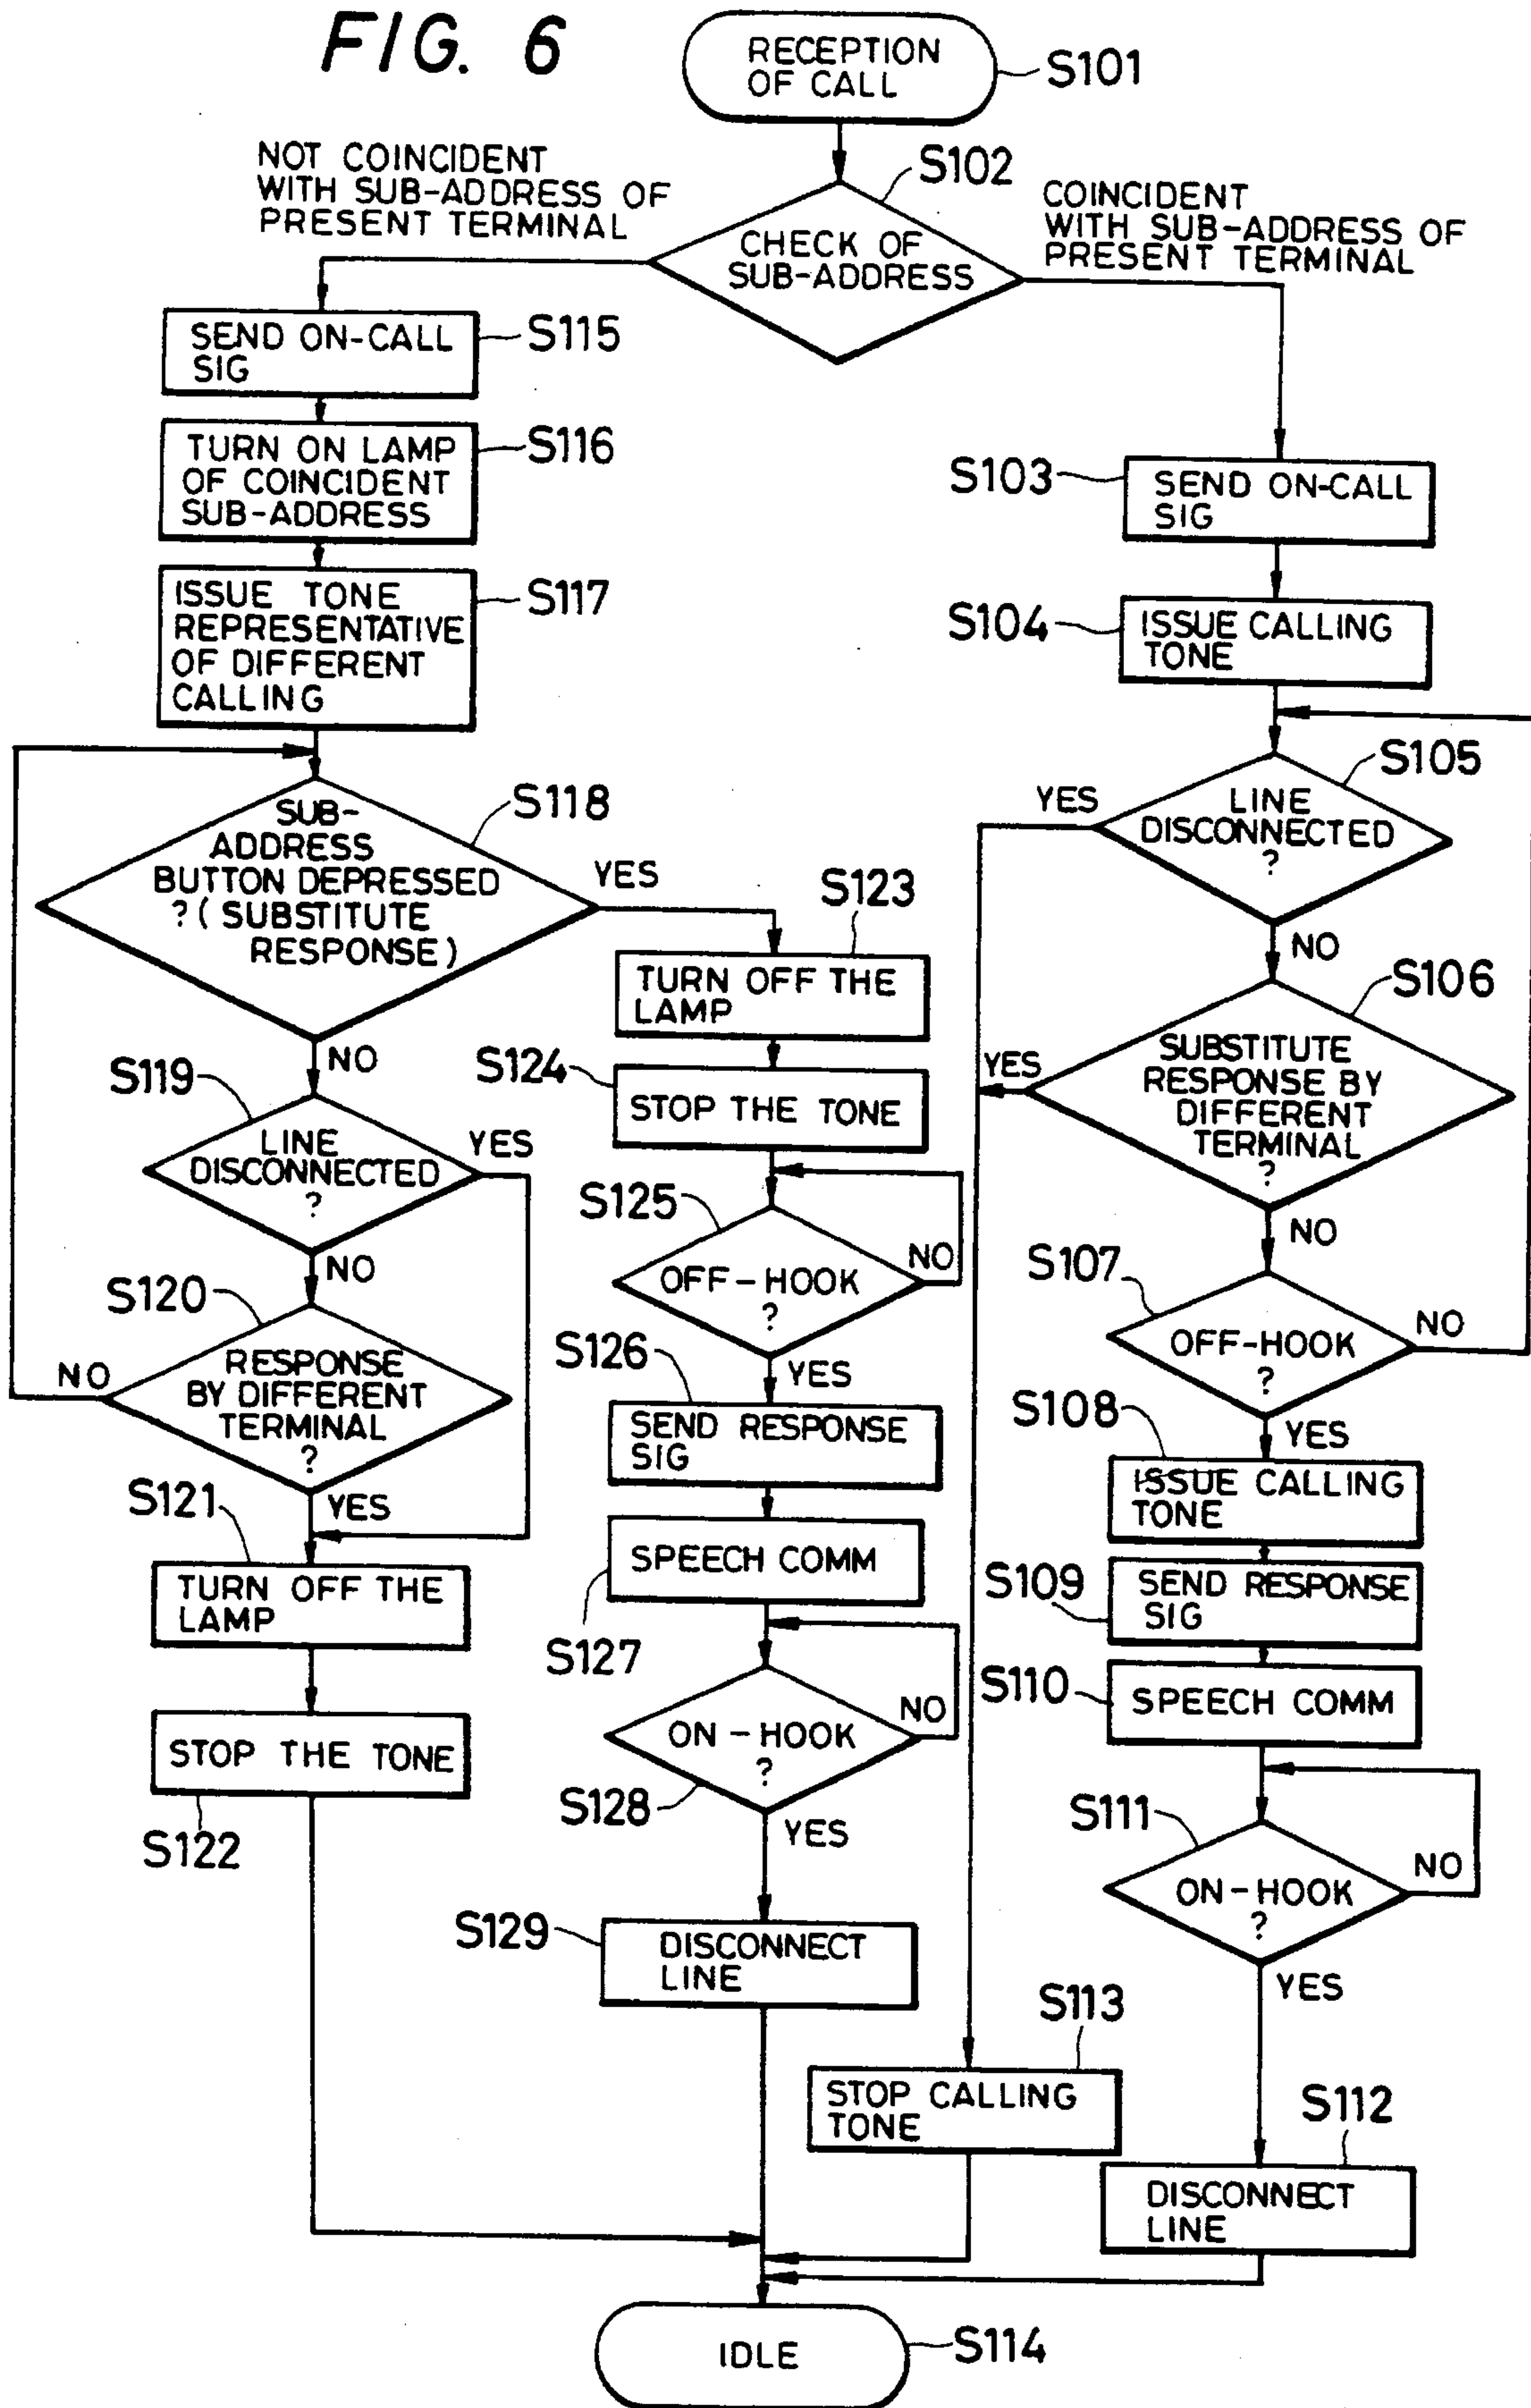 FIG. 6
RECEPTION
OF CALL
S101
NOT COINCIDENT
WITH SUB-ADDRESS OF
PRESENT TERMINAL
S102
CHECK OF
SUB-ADDRESS
COINCIDENT
WITH SUB-ADDRESS OF
PRESENT TERMINAL
SEND ON-CALL
SIG
S115
TURN ON LAMP
OF COINCIDENT
SUB-ADDRESS
S116
ISSUE TONE
REPRESENTATIVE
OF DIFFERENT
CALLING
S117
SUB-
ADDRESS
BUTTON DEPRESSED
? (SUBSTITUTE
RESPONSE)
S118
YES
NO
S119
LINE
DISCONNECTED
?
YES
NO
S120
RESPONSE
BY DIFFERENT
TERMINAL
?
NO
YES
S121
TURN OFF THE
LAMP
STOP THE TONE
S122
S123
TURN OFF THE
LAMP
S124
STOP THE TONE
S125
OFF-HOOK
?
NO
YES
S126
SEND RESPONSE
SIG
SPEECH COMM
S127
ON-HOOK
?
NO
S128
YES
S129
DISCONNECT
LINE
S103
SEND ON-CALL
SIG
S104
ISSUE CALLING
TONE
S105
YES
LINE
DISCONNECTED
?
NO
S106
YES
SUBSTITUTE
RESPONSE BY
DIFFERENT
TERMINAL
?
NO
S107
OFF-HOOK
?
NO
S108
YES
ISSUE CALLING
TONE
S109
SEND RESPONSE
SIG
S110
SPEECH COMM
S111
ON-HOOK
?
NO
YES
S113
STOP CALLING
TONE
S112
DISCONNECT
LINE
IDLE
S114